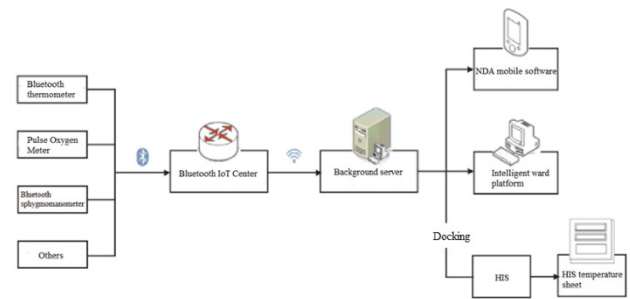 Bluetooth
thermometer
Pulse Oxygen
Meter
Bluetooth
sphygmomanometer
Others
Bluetooth IoT Center
Background server
NDA mobile software
Intelligent ward
platform
Docking
HIS
HIS temperature
sheet